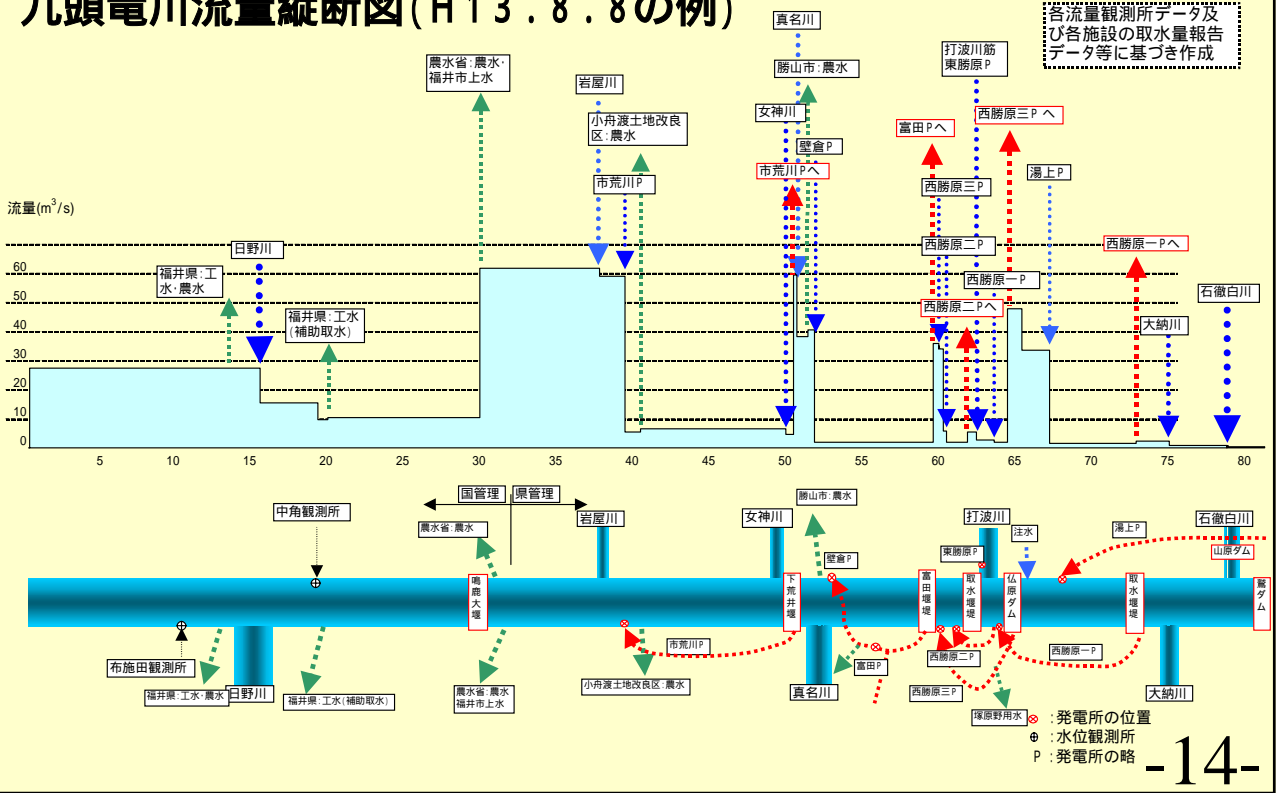 九頭竜川流量縦断図(H13.8.8の例)
各流量観測所データ及
び各施設の取水量報告
データ等に基づき作成
真名川
農水省:農水・
福井市上水
岩屋川
小舟渡土地改良
区:農水
市荒川P
勝山市:農水
女神川
壁倉P
市荒川Pへ
打波川筋
東勝原P
富田Pへ
西勝原三P へ
西勝原三P
湯上P
西勝原二P
西勝原一P
西勝原二Pへ
西勝原一Pへ
石徹白川
大納川
流量(m3/s)
日野川
福井県:工
水・農水
福井県:工水
(補助取水)
60
50
40
30
20
10
0
5 10 15 20 25 30 35 40 45 50 55 60 65 70 75 80
国管理 県管理
中角観測所
農水省:農水
岩屋川
女神川
勝山市:農水
壁倉P
打波川
東勝原P
注水
湯上P
石徹白川
山原ダム
鳴鹿大堰
下荒井堰
富田堰堤
取水堰堤
仏原ダム
取水堰堤
鷲ダム
布施田観測所
福井県:工水・農水
日野川
福井県:工水(補助取水)
農水省:農水
福井市上水
市荒川P
小舟渡土地改良区:農水
真名川
富田P
西勝原二P
西勝原三P
西勝原一P
塚原野用水
大納川
:発電所の位置
:水位観測所
P :発電所の略
-14-